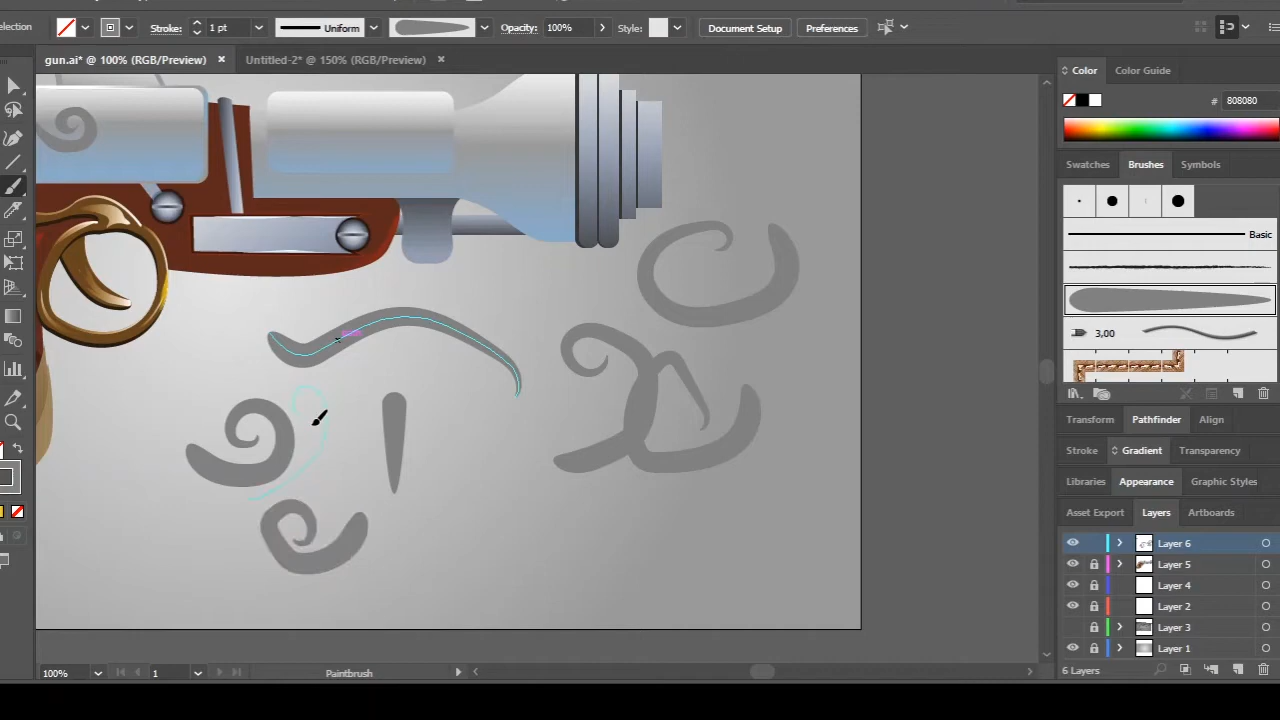 election
Stroke:
1 pt
Uniform
Opacity:
100%
Style:
Document Setup
Preferences
gun.ai* @ 100% (RGB/Preview)
Untitled-2* @ 150% (RGB/Preview)
Color
Color Guide
#
808080
Swatches
Brushes
Symbols
Basic
3,00
Transform
Pathfinder
Align
Stroke
Gradient
Transparency
Libraries
Appearance
Graphic Styles
Asset Export
Layers
Artboards
Layer 6
Layer 5
Layer 4
Layer 2
Layer 3
Layer 1
6 Layers
100%
1
Paintbrush